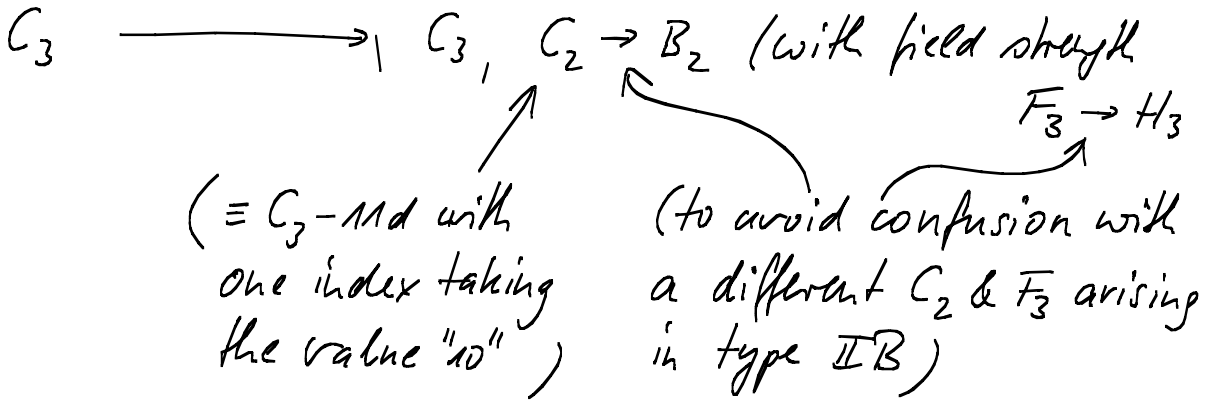 C₃ ⟶ C₃, C₂ → B₂ (with field strength
F₃ → H₃
(≡ C₃-11d with (to avoid confusion with
one index taking a different C₂ & F₃ arising
the value "10") in type IIB)